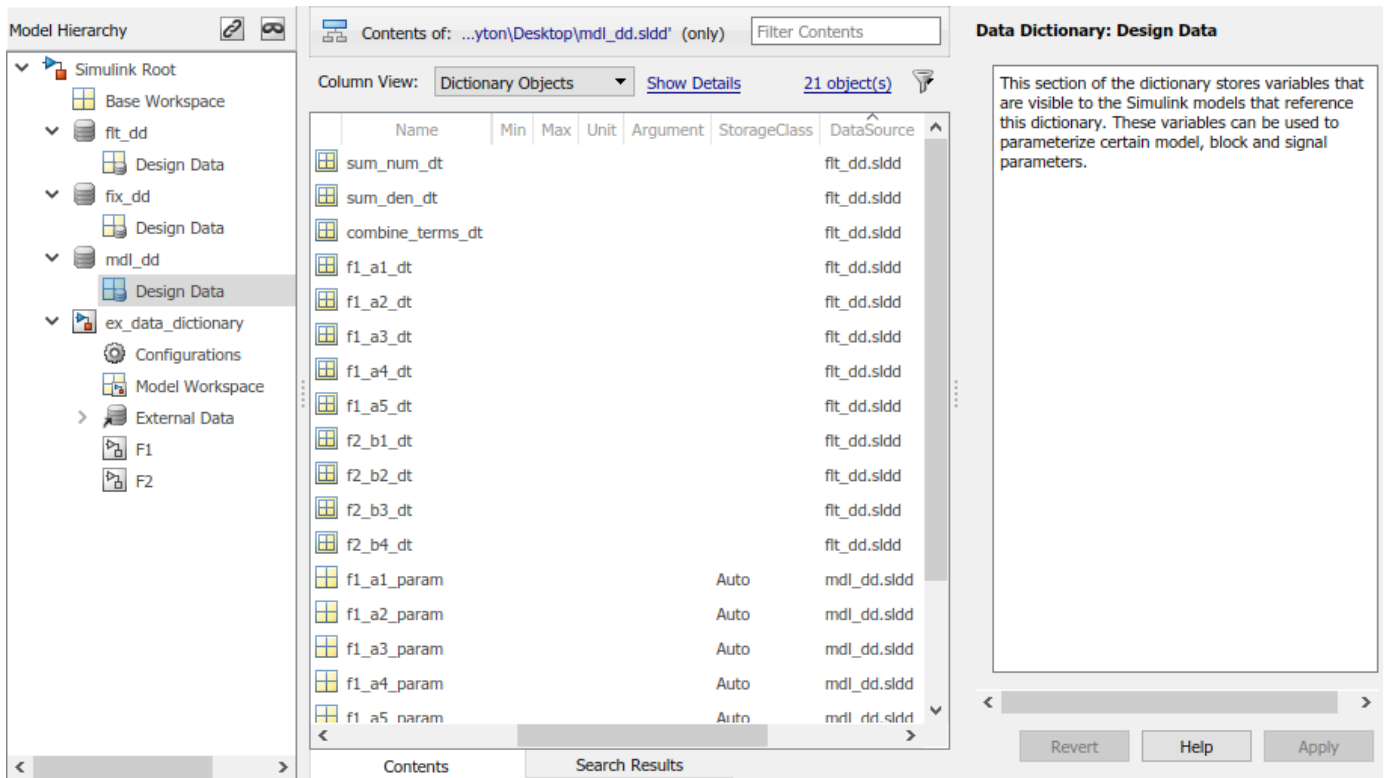 Model Hierarchy
Simulink Root
Base Workspace
flt_dd
Design Data
fix_dd
Design Data
mdl_dd
Design Data
ex_data_dictionary
Configurations
Model Workspace
External Data
F1
F2
Contents of: ...yton\Desktop\mdl_dd.sldd' (only) Filter Contents
Column View: Dictionary Objects Show Details 21 object(s)
Name Min Max Unit Argument StorageClass DataSource
sum_num_dt flt_dd.sldd
sum_den_dt flt_dd.sldd
combine_terms_dt flt_dd.sldd
f1_a1_dt flt_dd.sldd
f1_a2_dt flt_dd.sldd
f1_a3_dt flt_dd.sldd
f1_a4_dt flt_dd.sldd
f1_a5_dt flt_dd.sldd
f2_b1_dt flt_dd.sldd
f2_b2_dt flt_dd.sldd
f2_b3_dt flt_dd.sldd
f2_b4_dt flt_dd.sldd
f1_a1_param Auto mdl_dd.sldd
f1_a2_param Auto mdl_dd.sldd
f1_a3_param Auto mdl_dd.sldd
f1_a4_param Auto mdl_dd.sldd
f1_a5_param Auto mdl_dd.sldd
Contents Search Results
Data Dictionary: Design Data
This section of the dictionary stores variables that
are visible to the Simulink models that reference
this dictionary. These variables can be used to
parameterize certain model, block and signal
parameters.
Revert Help Apply